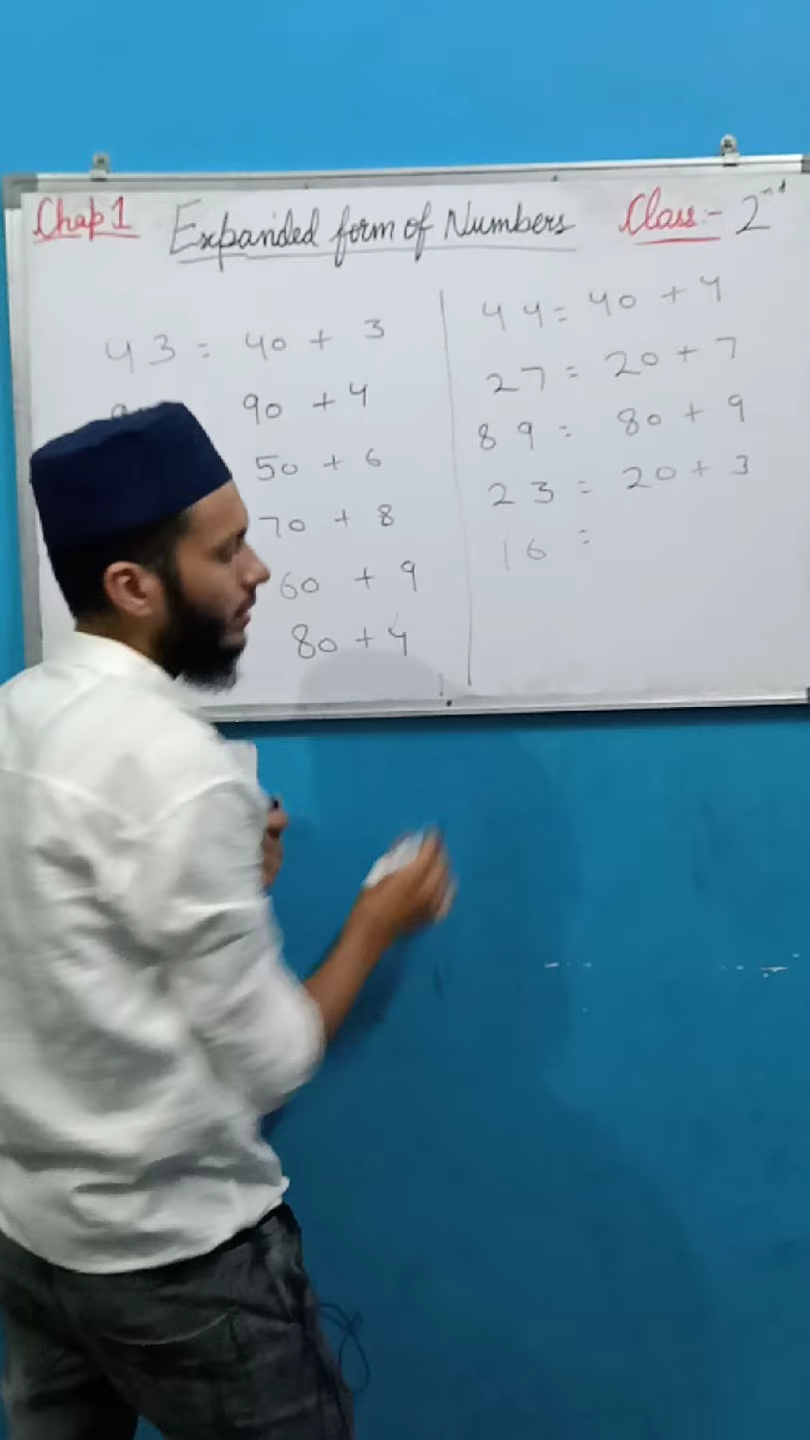 Chap 1 Expanded form of Numbers Class:- 2nd
43 = 40 + 3
90 + 4
50 + 6
70 + 8
60 + 9
80 + 4
44 = 40 + 4
27 = 20 + 7
89 = 80 + 9
23 = 20 + 3
16 =